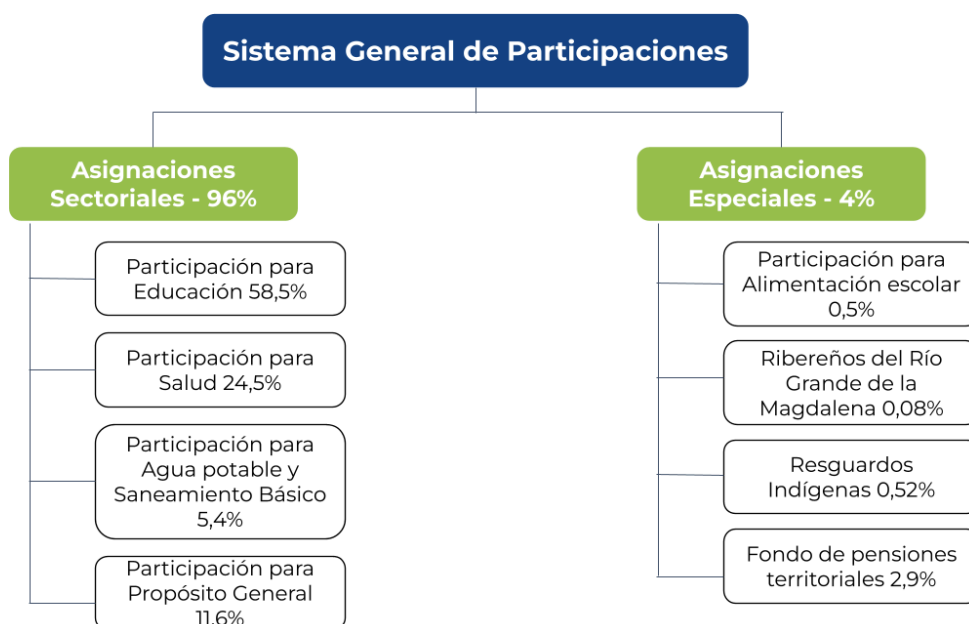 Sistema General de Participaciones
Asignaciones
Sectoriales - 96%
Participación para
Educación 58,5%
Participación para
Salud 24,5%
Participación para
Agua potable y
Saneamiento Básico
5,4%
Participación para
Propósito General
11,6%
Asignaciones
Especiales - 4%
Participación para
Alimentación escolar
0,5%
Ribereños del Río
Grande de la
Magdalena 0,08%
Resguardos
Indígenas 0,52%
Fondo de pensiones
territoriales 2,9%